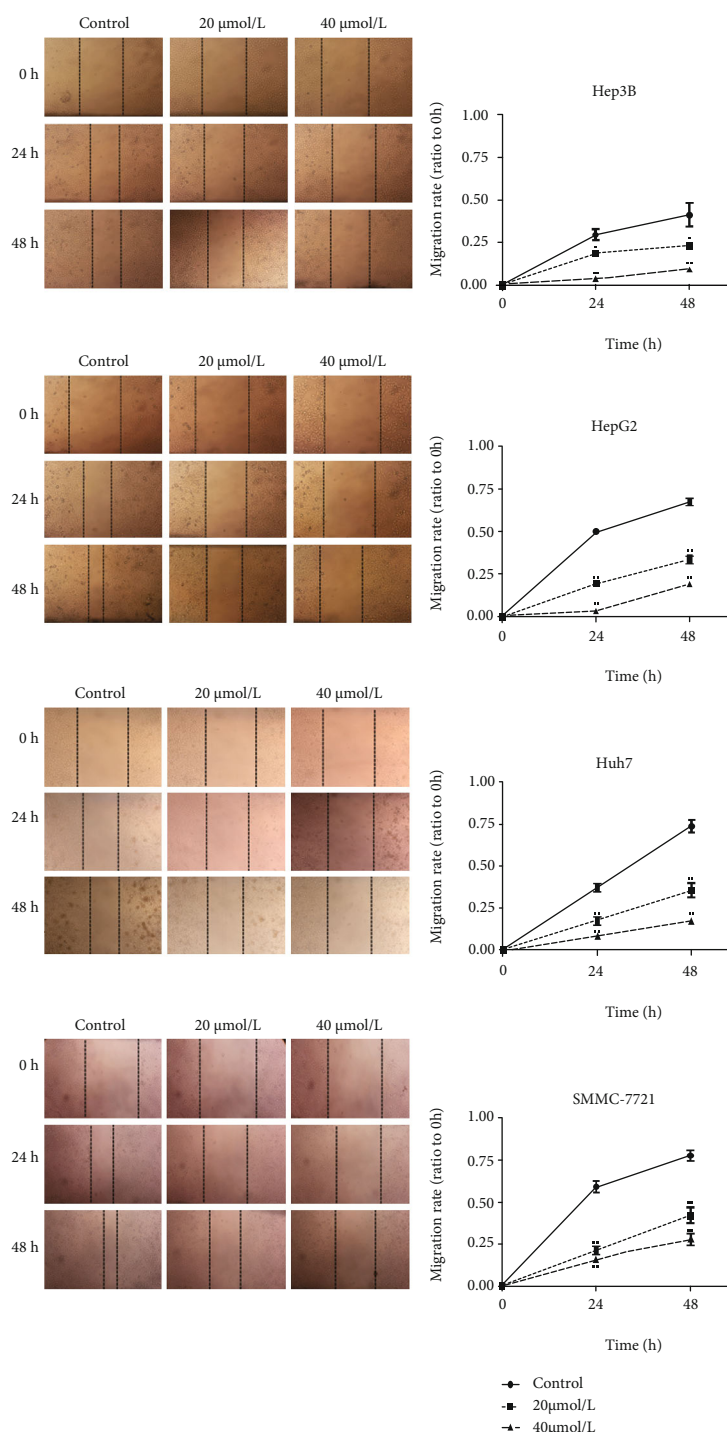 Control 20 μmol/L 40 μmol/L
0 h
24 h
48 h
Hep3B
Migration rate (ratio to 0h)
1.00
0.75
0.50
0.25
0.00
0 24 48
Time (h)
Control 20 μmol/L 40 μmol/L
0 h
24 h
48 h
HepG2
Migration rate (ratio to 0h)
1.00
0.75
0.50
0.25
0.00
0 24 48
Time (h)
Control 20 μmol/L 40 μmol/L
0 h
24 h
48 h
Huh7
Migration rate (ratio to 0h)
1.00
0.75
0.50
0.25
0.00
0 24 48
Time (h)
Control 20 μmol/L 40 μmol/L
0 h
24 h
48 h
SMMC-7721
Migration rate (ratio to 0h)
1.00
0.75
0.50
0.25
0.00
0 24 48
Time (h)
Control
20μmol/L
40μmol/L